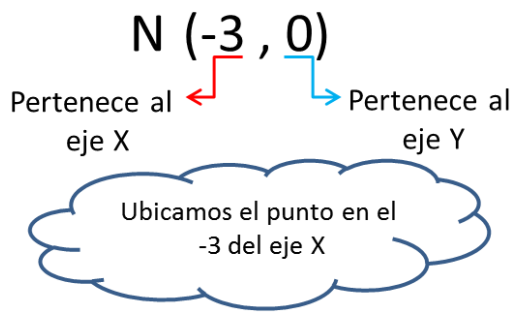 N (-3 , 0)
Pertenece al
eje X
Pertenece al
eje Y
Ubicamos el punto en el
-3 del eje X